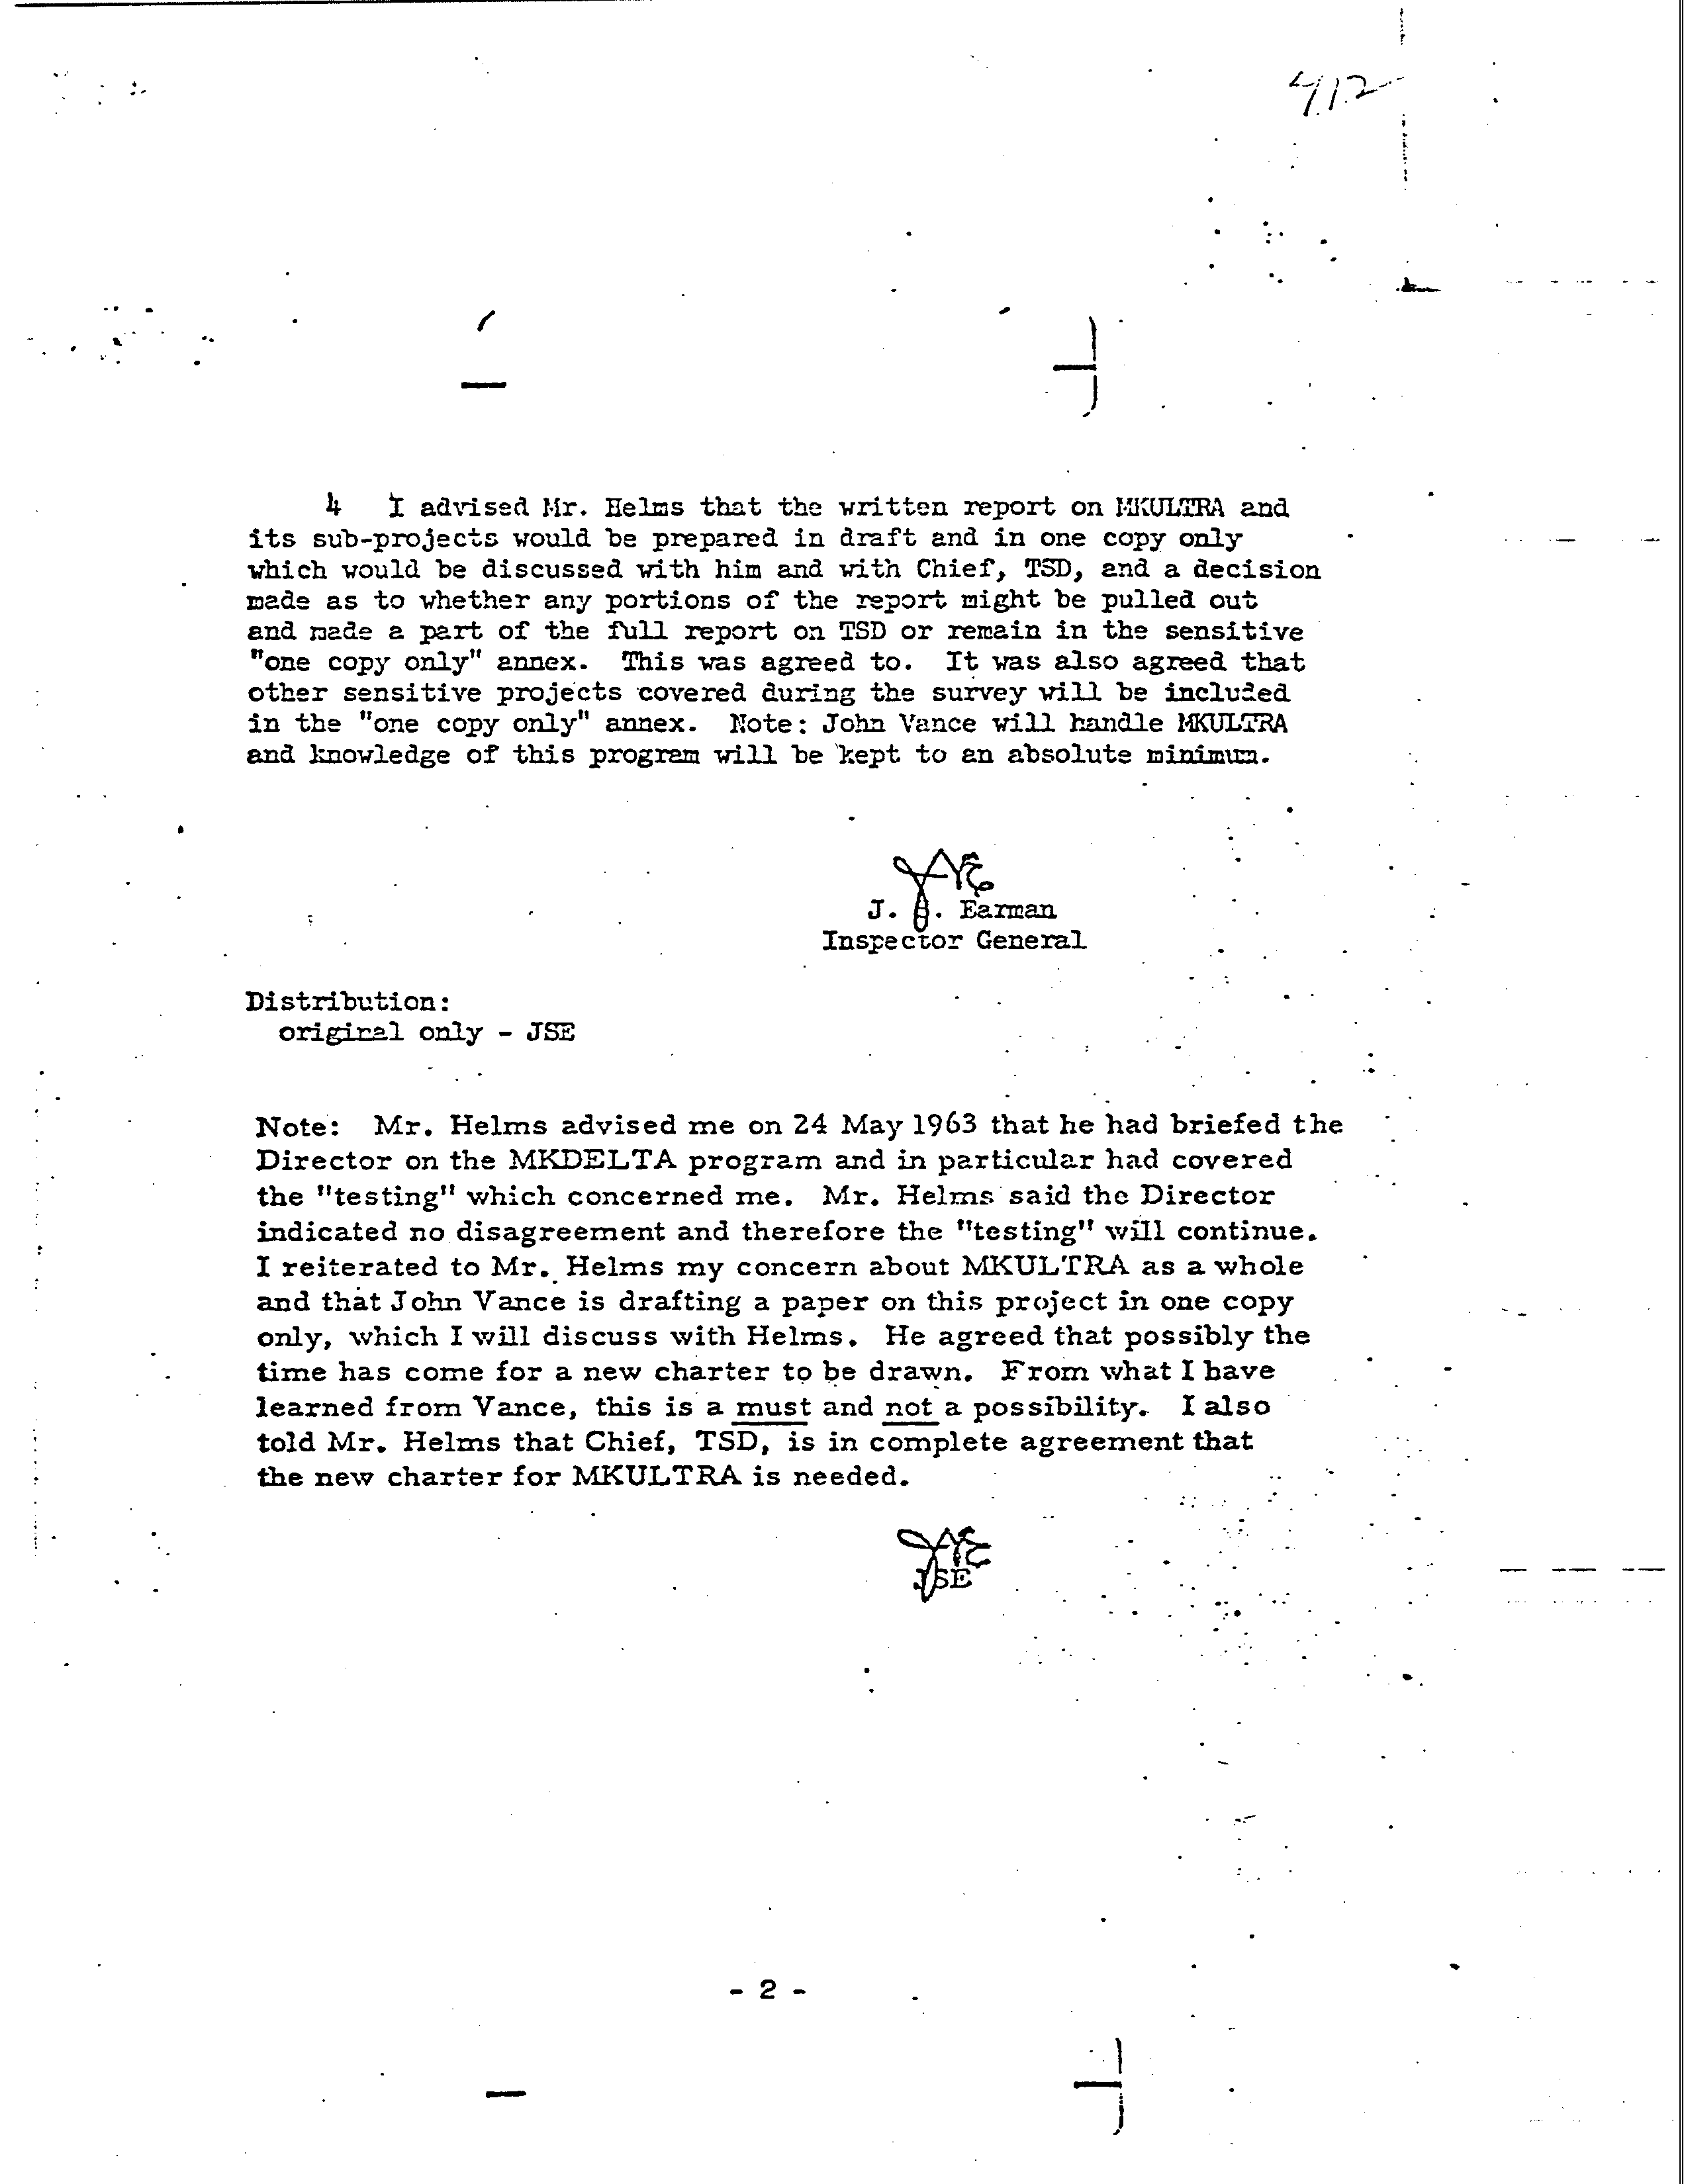 412
4 I advised Mr. Helms that the written report on MKULTRA and
its sub-projects would be prepared in draft and in one copy only
which would be discussed with him and with Chief, TSD, and a decision
made as to whether any portions of the report might be pulled out
and made a part of the full report on TSD or remain in the sensitive
"one copy only" annex. This was agreed to. It was also agreed that
other sensitive projects covered during the survey will be included
in the "one copy only" annex. Note: John Vance will handle MKULTRA
and knowledge of this program will be kept to an absolute minimum.
J. S. Earman
Inspector General
Distribution:
original only - JSE
Note: Mr. Helms advised me on 24 May 1963 that he had briefed the
Director on the MKDELTA program and in particular had covered
the "testing" which concerned me. Mr. Helms said the Director
indicated no disagreement and therefore the "testing" will continue.
I reiterated to Mr. Helms my concern about MKULTRA as a whole
and that John Vance is drafting a paper on this project in one copy
only, which I will discuss with Helms. He agreed that possibly the
time has come for a new charter to be drawn. From what I have
learned from Vance, this is a must and not a possibility. I also
told Mr. Helms that Chief, TSD, is in complete agreement that
the new charter for MKULTRA is needed.
JSE
- 2 -